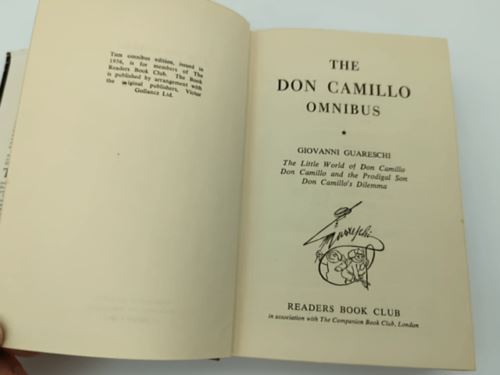 This omnibus edition, issued in
1956, is for members of The
Readers Book Club. The Book
is published by arrangement with
the original publishers, Victor
Gollancz Ltd.
THE
DON CAMILLO
OMNIBUS
*
GIOVANNI GUARESCHI
The Little World of Don Camillo
Don Camillo and the Prodigal Son
Don Camillo's Dilemma
Guareschi
READERS BOOK CLUB
in association with The Companion Book Club, London